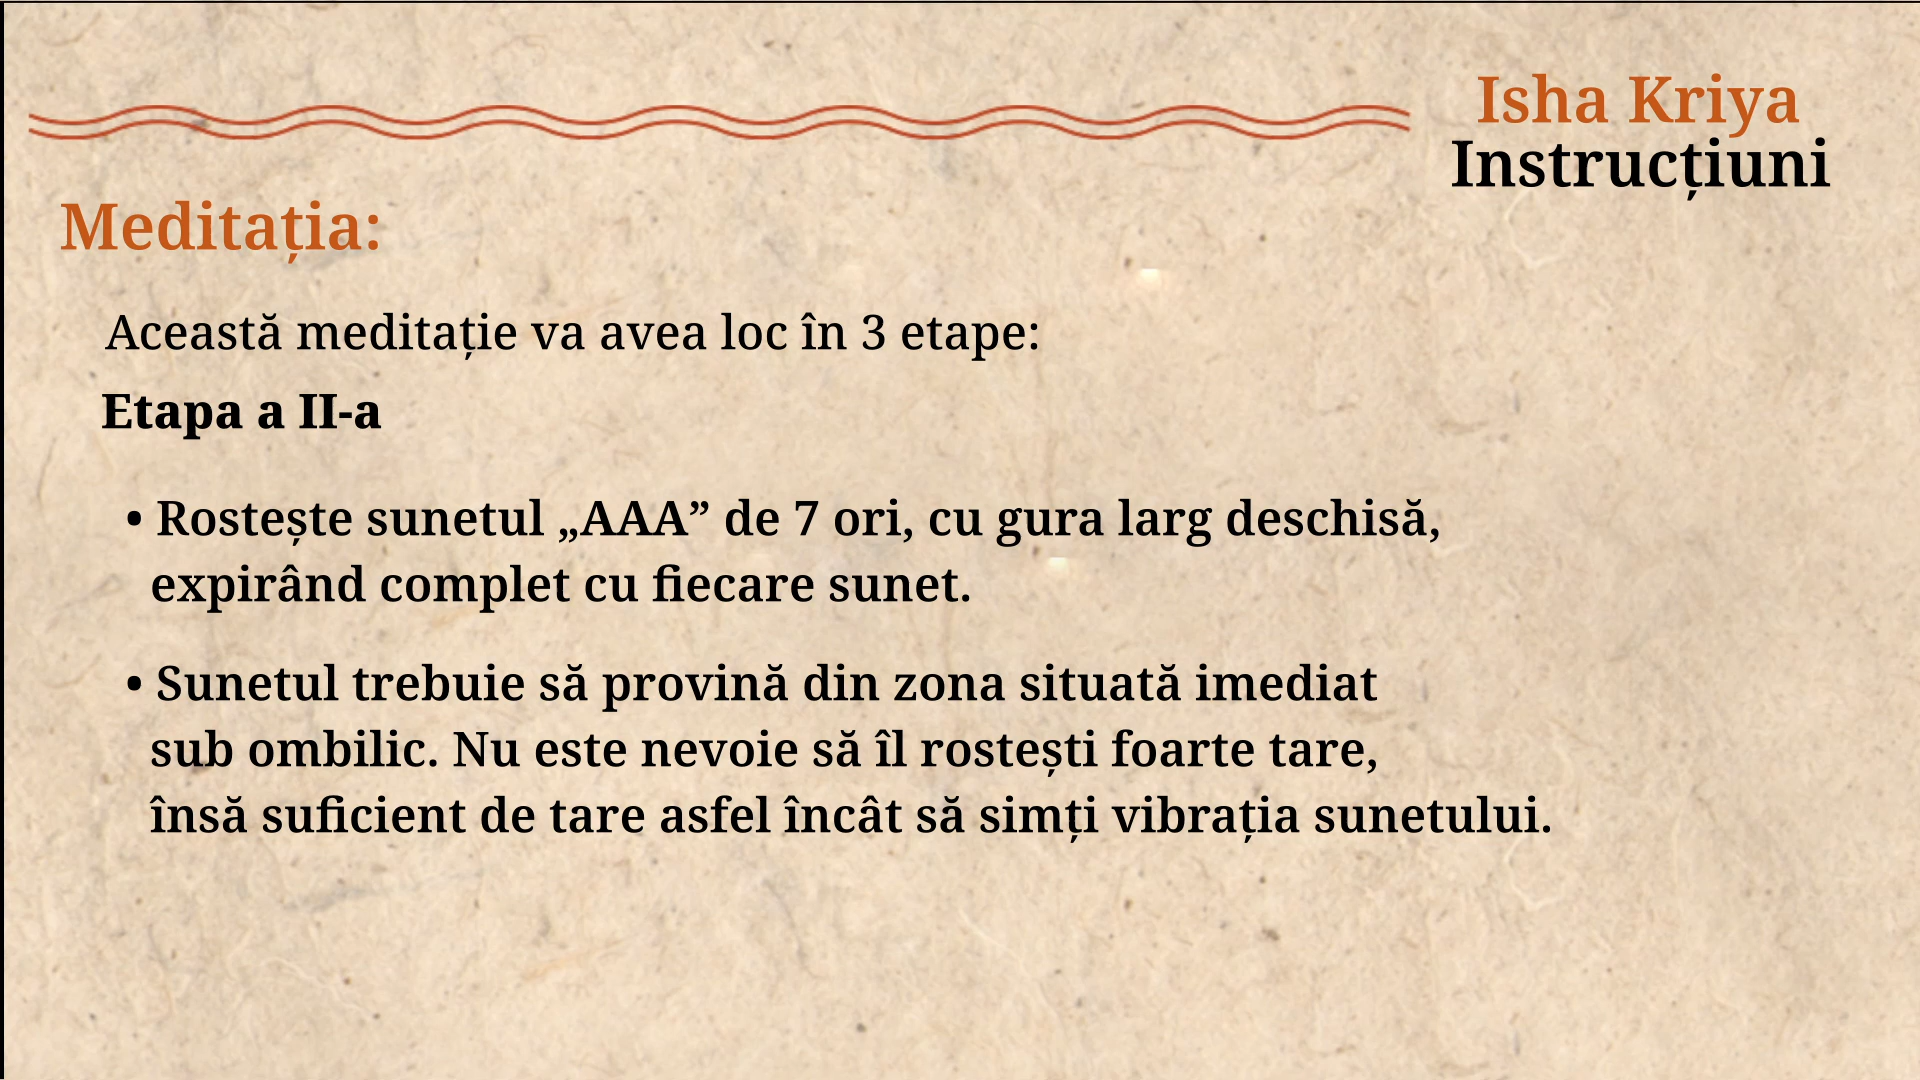 Isha Kriya
Instrucțiuni
Meditația:
Această meditație va avea loc în 3 etape:
Etapa a II-a
• Rostește sunetul „AAA” de 7 ori, cu gura larg deschisă,
expirând complet cu fiecare sunet.
• Sunetul trebuie să provină din zona situată imediat
sub ombilic. Nu este nevoie să îl rostești foarte tare,
însă suficient de tare asfel încât să simți vibrația sunetului.